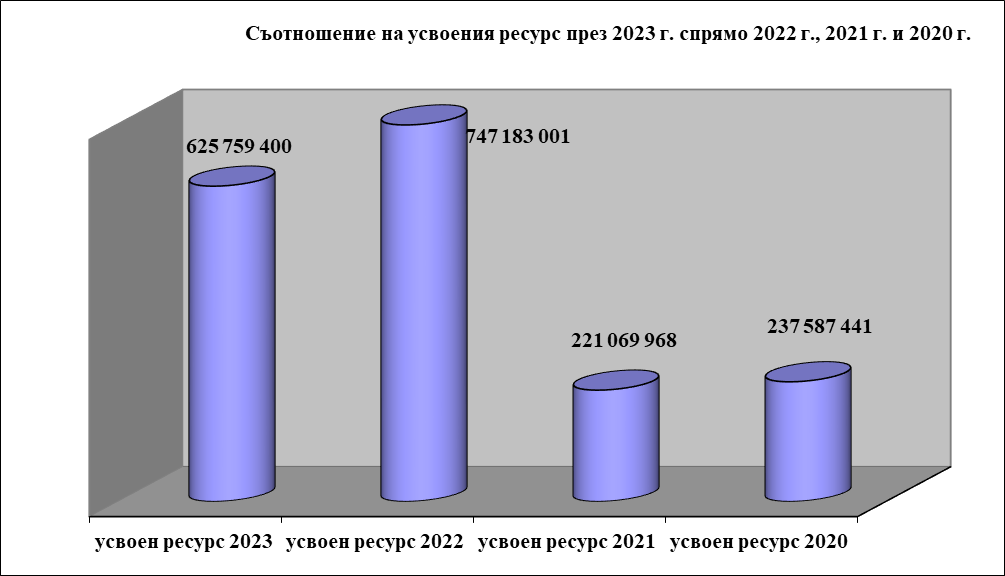 Съотношение на усвоения ресурс през 2023 г. спрямо 2022 г., 2021 г. и 2020 г.
625 759 400
747 183 001
221 069 968
237 587 441
усвоен ресурс 2023
усвоен ресурс 2022
усвоен ресурс 2021
усвоен ресурс 2020